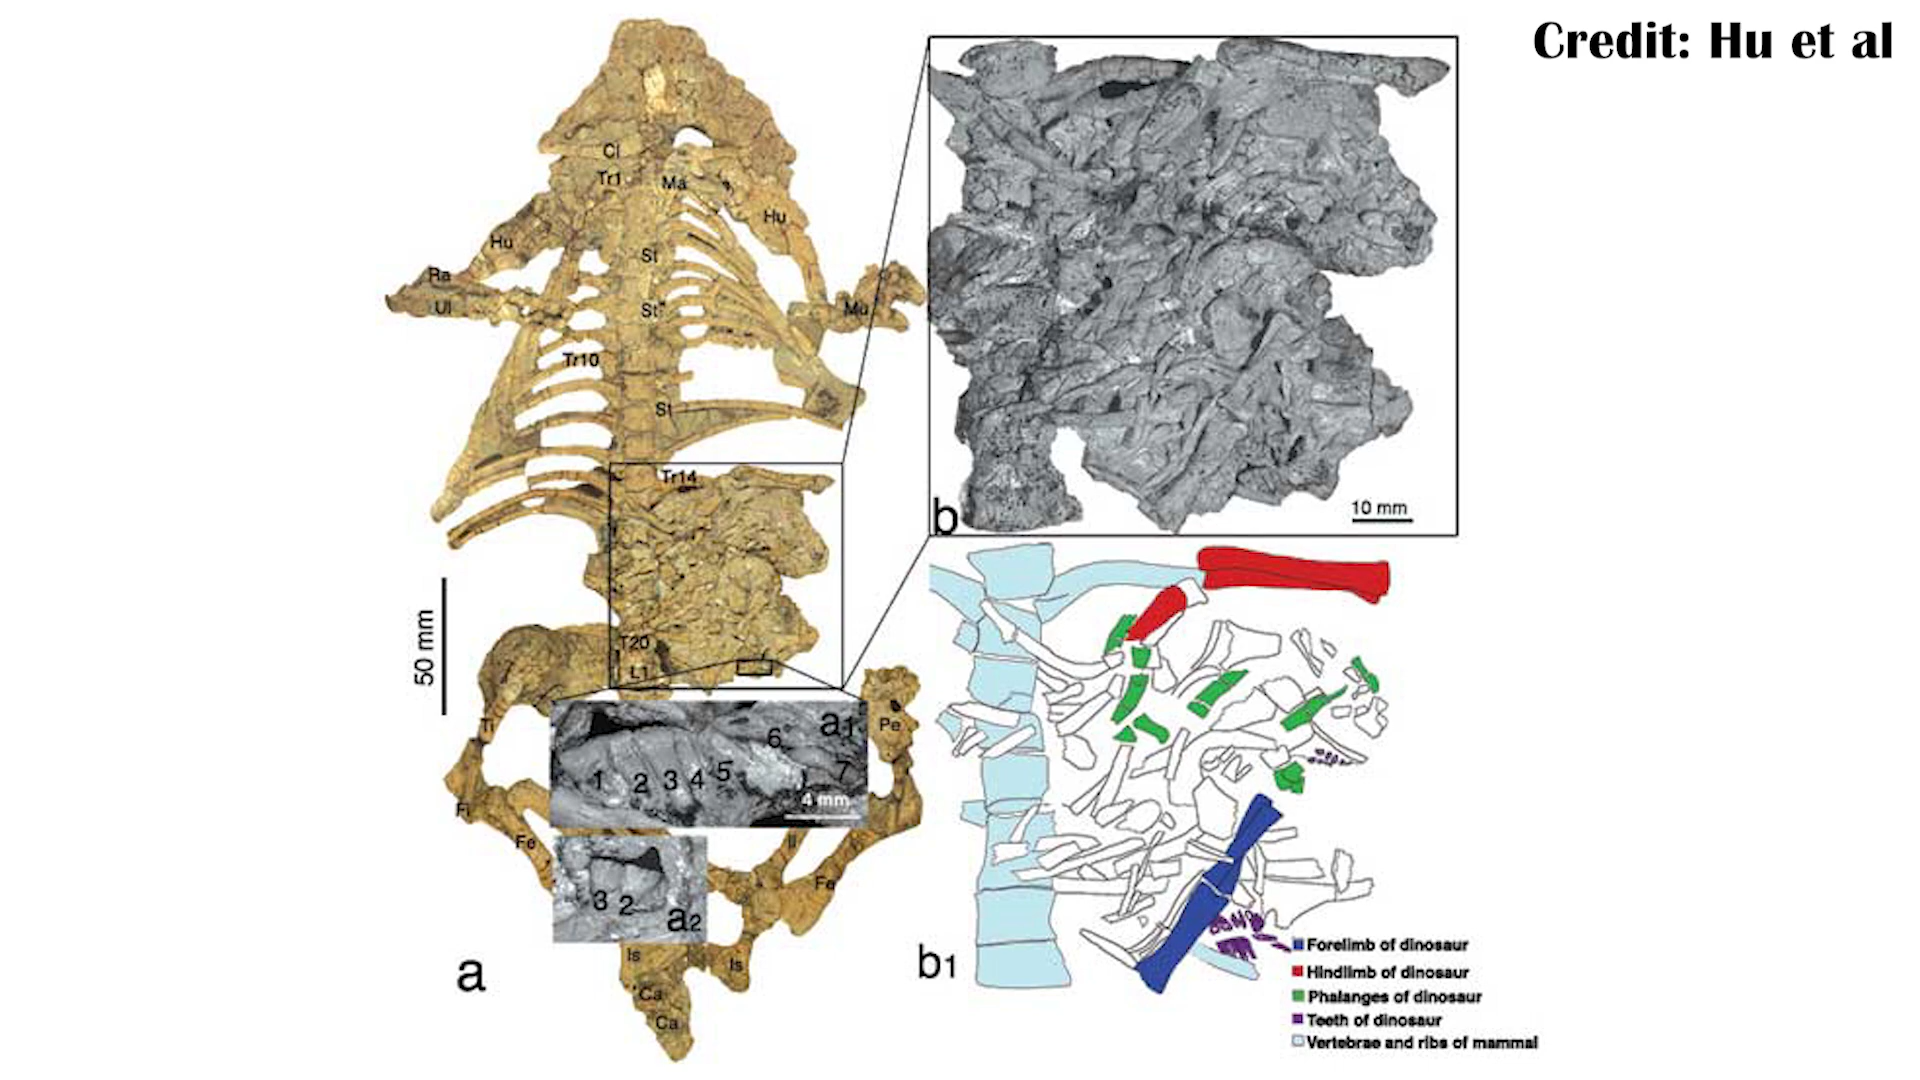 Credit: Hu et al
Cl
Tr1
Ma
Hu
Hu
St
Ra
Ul
St
Mu
Tr10
St
Tr14
b
10 mm
50 mm
T20
L1
Ti
a1
Pe
6
1 2 3 4 5
7
4 mm
Fi
Fe
Il
Fe
3 2
a2
Is
Is
a
Ca
Ca
b1
Forelimb of dinosaur
Hindlimb of dinosaur
Phalanges of dinosaur
Teeth of dinosaur
Vertebrae and ribs of mammal